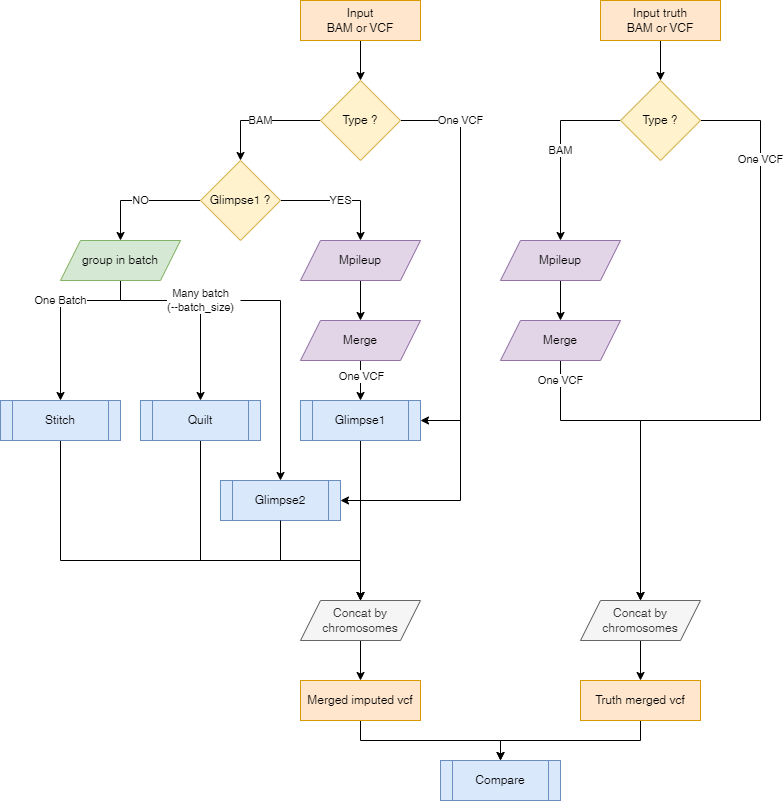 Input
BAM or VCF
Input truth
BAM or VCF
Type ?
Type ?
BAM
One VCF
BAM
One VCF
Glimpse1 ?
NO
YES
group in batch
Mpileup
Mpileup
One Batch
Many batch
(--batch_size)
Merge
Merge
One VCF
One VCF
Stitch
Quilt
Glimpse1
Glimpse2
Concat by
chromosomes
Concat by
chromosomes
Merged imputed vcf
Truth merged vcf
Compare